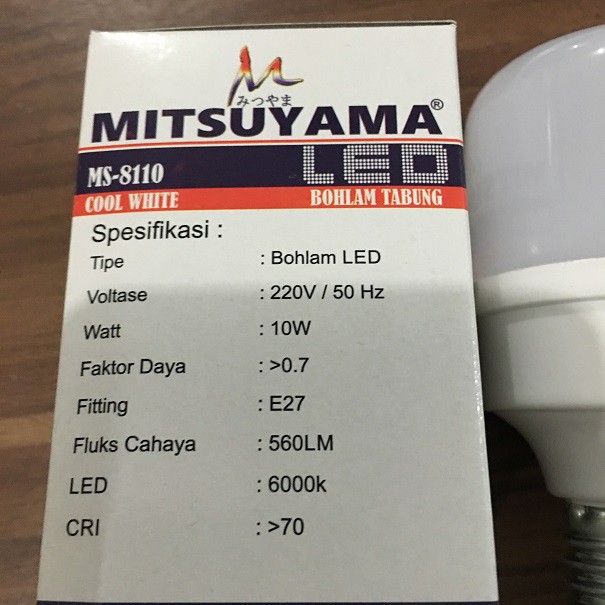 みつやま
MITSUYAMA®
MS-8110 LED
COOL WHITE BOHLAM TABUNG
Spesifikasi :
Tipe : Bohlam LED
Voltase : 220V / 50 Hz
Watt : 10W
Faktor Daya : >0.7
Fitting : E27
Fluks Cahaya : 560LM
LED : 6000k
CRI : >70